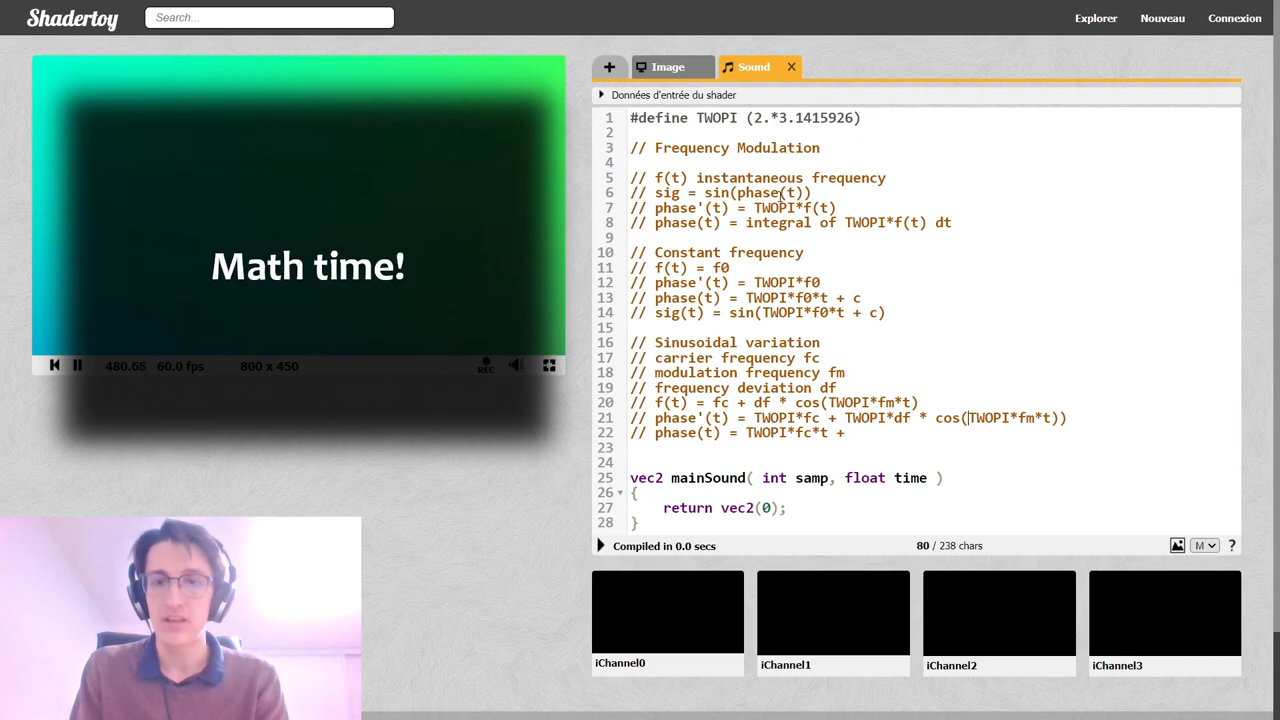 Shadertoy
Search...
Explorer
Nouveau
Connexion
Image
Sound
Données d'entrée du shader
1 #define TWOPI (2.*3.1415926)
2
3 // Frequency Modulation
4
5 // f(t) instantaneous frequency
6 // sig = sin(phase(t))
7 // phase'(t) = TWOPI*f(t)
8 // phase(t) = integral of TWOPI*f(t) dt
9
10 // Constant frequency
11 // f(t) = f0
12 // phase'(t) = TWOPI*f0
13 // phase(t) = TWOPI*f0*t + c
14 // sig(t) = sin(TWOPI*f0*t + c)
15
16 // Sinusoidal variation
17 // carrier frequency fc
18 // modulation frequency fm
19 // frequency deviation df
20 // f(t) = fc + df * cos(TWOPI*fm*t)
21 // phase'(t) = TWOPI*fc + TWOPI*df * cos(TWOPI*fm*t))
22 // phase(t) = TWOPI*fc*t +
23
24
25 vec2 mainSound( int samp, float time )
26 {
27 return vec2(0);
28 }
Math time!
480.55 60.0 fps 800 x 450
REC
Compiled in 0.0 secs
80 / 238 chars
M
?
iChannel0
iChannel1
iChannel2
iChannel3